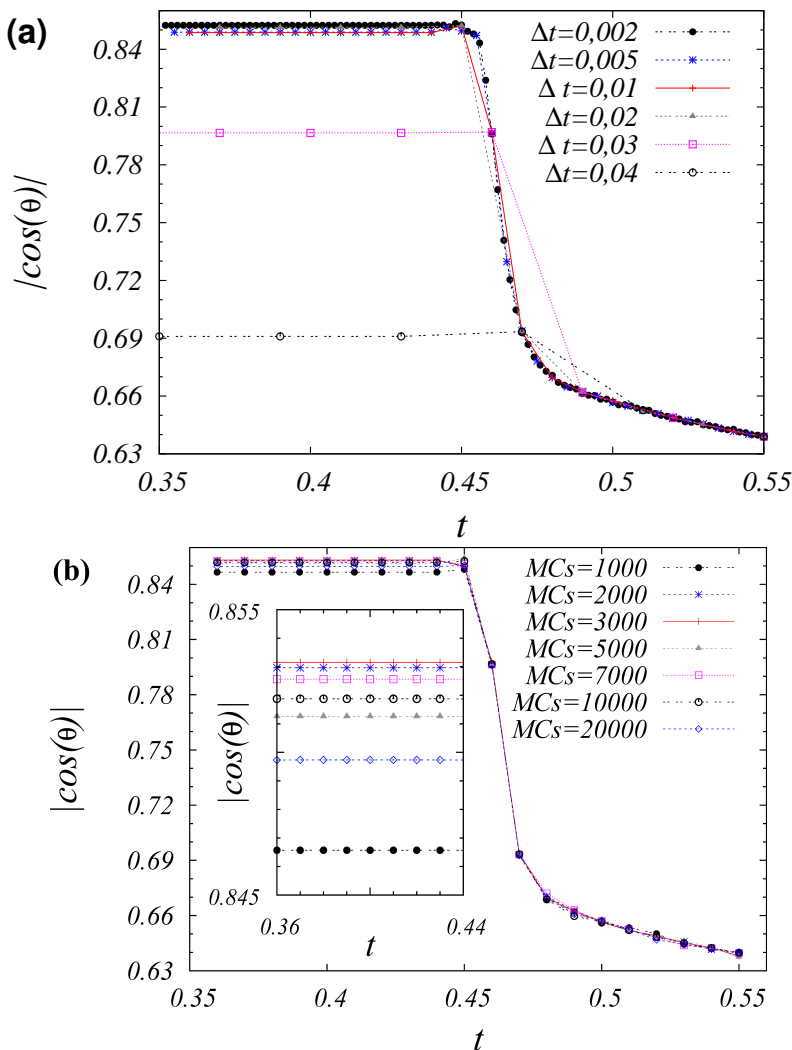 (a)
0.84
0.81
0.78
0.75
0.72
0.69
0.66
0.63
|cos(θ)|
Δt=0,002
Δt=0,005
Δ t=0,01
Δt=0,02
Δ t=0,03
Δt=0,04
0.35 0.4 0.45 0.5 0.55
t
(b)
0.84
0.81
0.78
0.75
0.72
0.69
0.66
0.63
|cos(θ)|
MCs=1000
MCs=2000
MCs=3000
MCs=5000
MCs=7000
MCs=10000
MCs=20000
0.855
|cos(θ)|
0.845
0.36 0.44
t
0.35 0.4 0.45 0.5 0.55
t